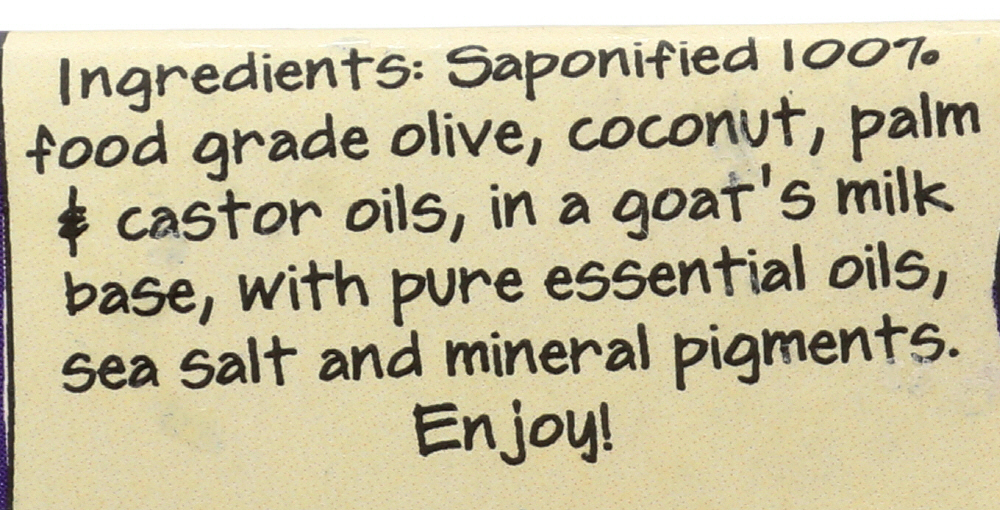 Ingredients: Saponified 100%
food grade olive, coconut, palm
& castor oils, in a goat's milk
base, with pure essential oils,
sea salt and mineral pigments.
Enjoy!